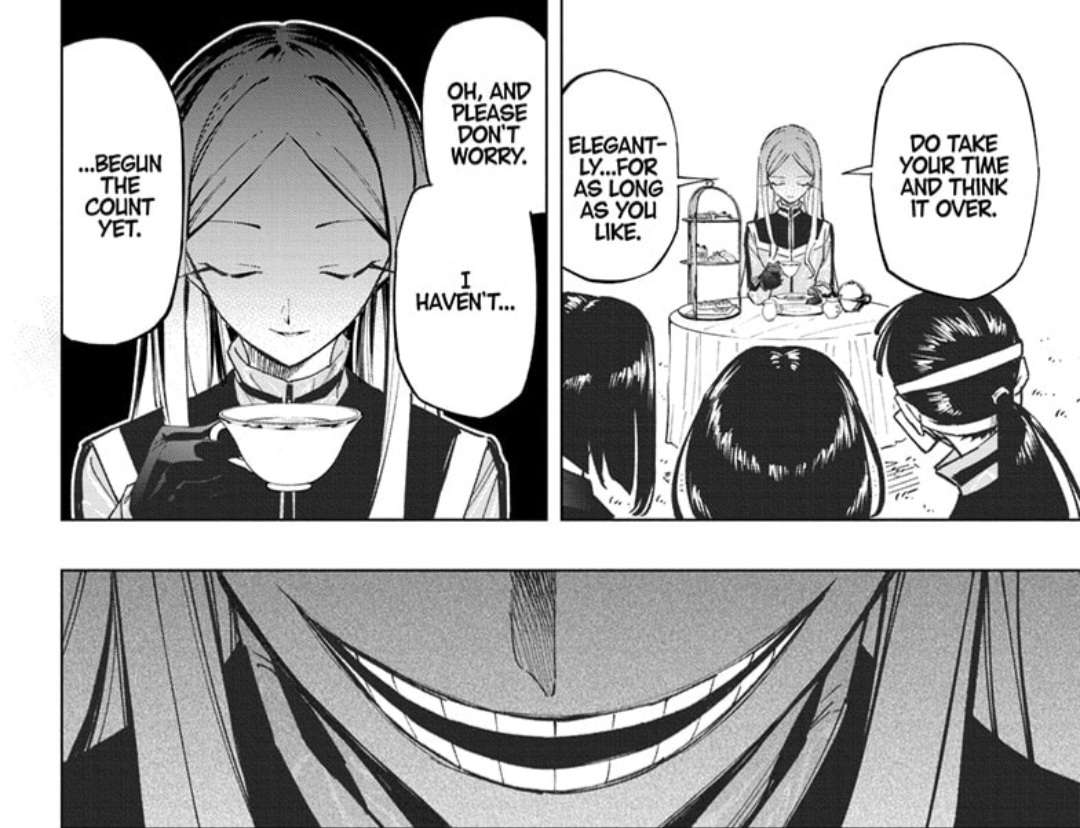 DO TAKE
YOUR TIME
AND THINK
IT OVER.
ELEGANT-
LY...FOR
AS LONG
AS YOU
LIKE.
OH, AND
PLEASE
DON'T
WORRY.
I
HAVEN'T...
...BEGUN
THE
COUNT
YET.